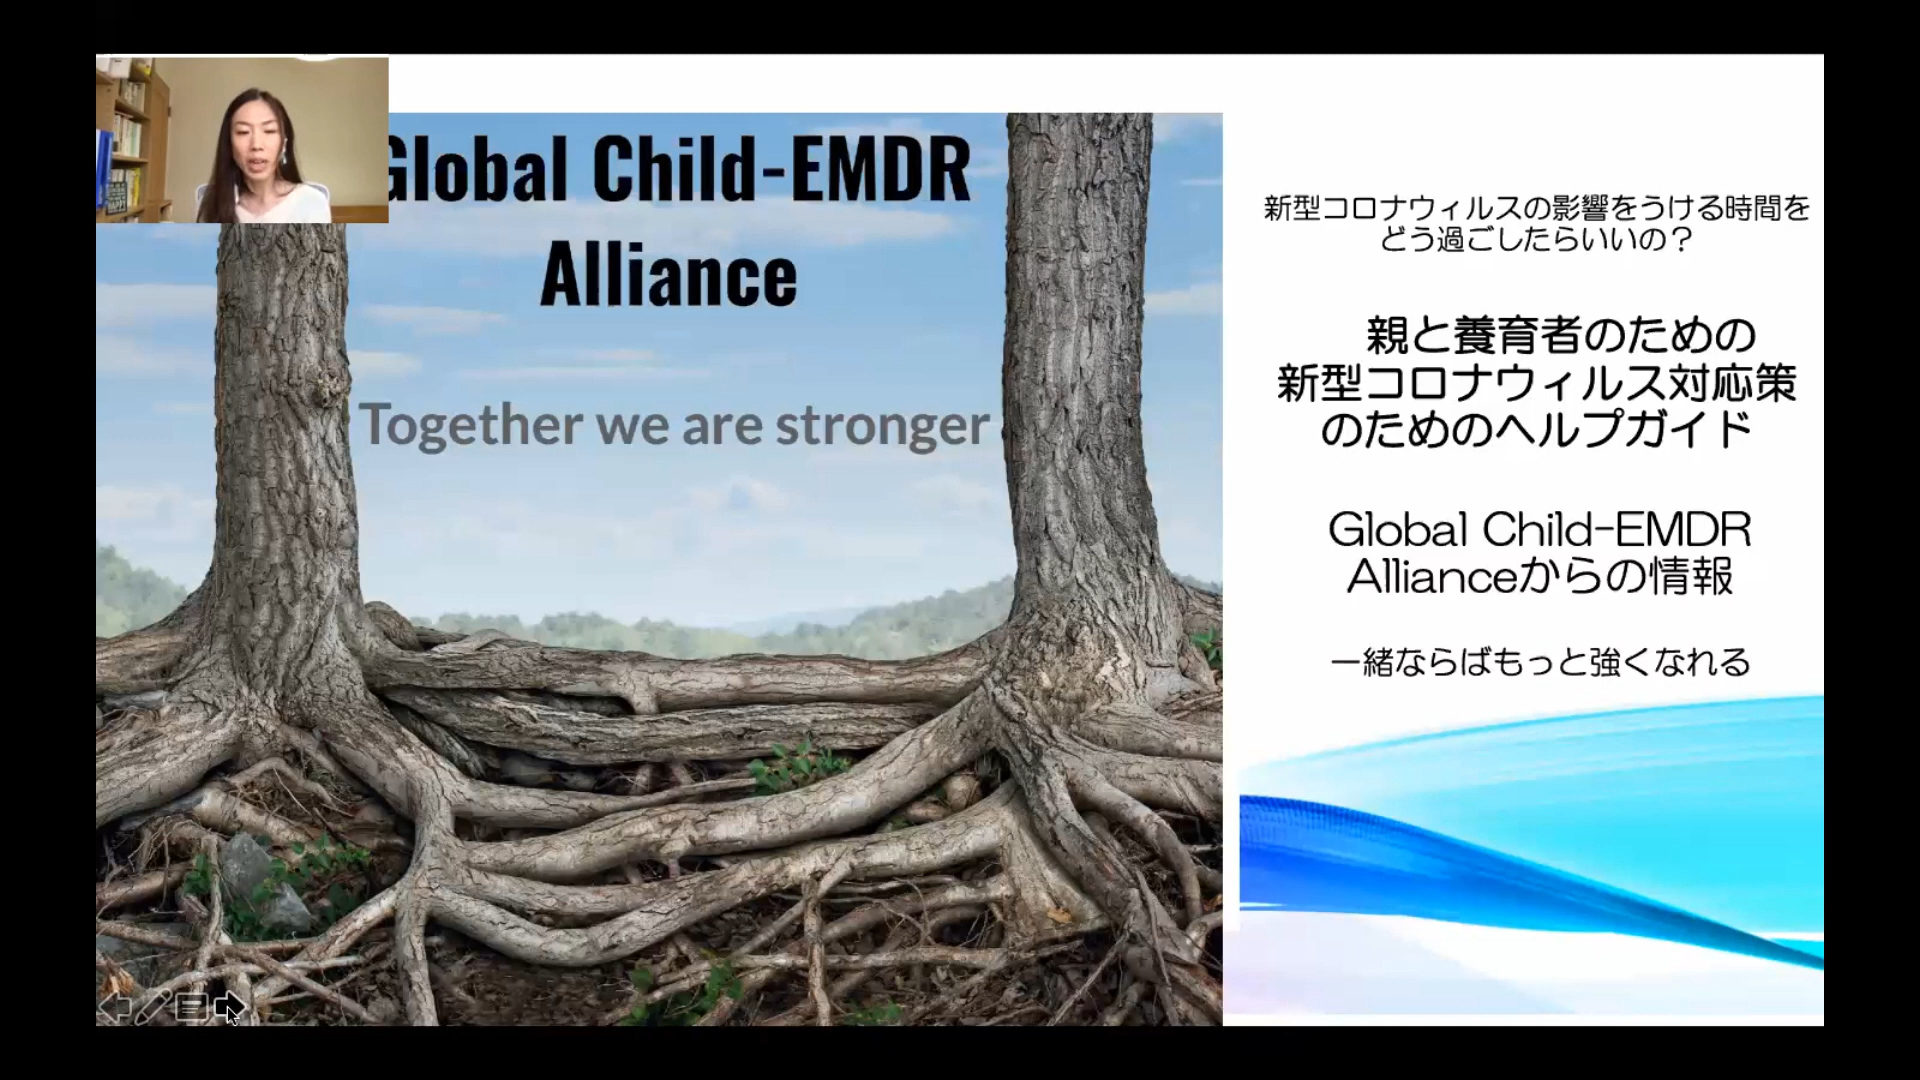 Global Child-EMDR
Alliance
Together we are stronger
新型コロナウィルスの影響をうける時間を
どう過ごしたらいいの？
親と養育者のための
新型コロナウィルス対応策
のためのヘルプガイド
Global Child-EMDR
Allianceからの情報
一緒ならばもっと強くなれる